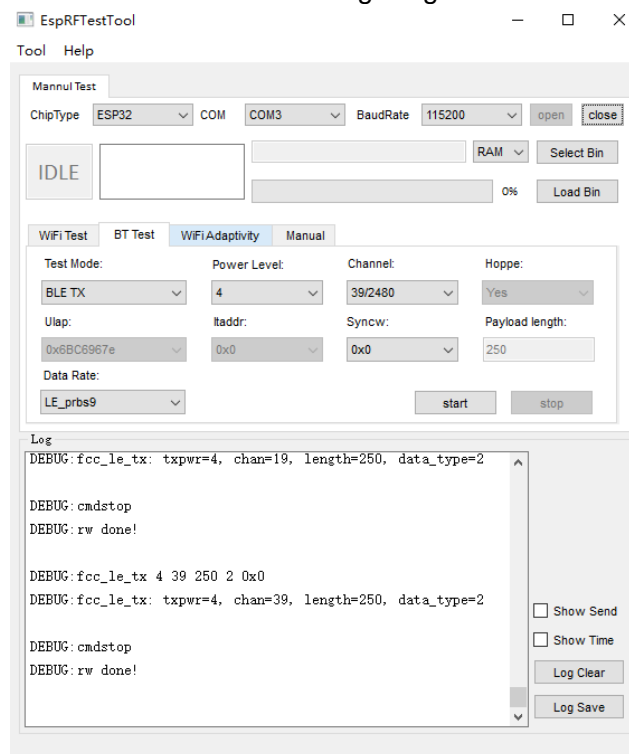 EspRFTestTool
Tool Help
Mannul Test
ChipType ESP32 COM COM3 BaudRate 115200 open close
RAM Select Bin
IDLE
0% Load Bin
WiFi Test BT Test WiFi Adaptivity Manual
Test Mode: Power Level: Channel: Hoppe:
BLE TX 4 39/2480 Yes
Ulap: Itaddr: Syncw: Payload length:
0x6BC6967e 0x0 0x0 250
Data Rate:
LE_prbs9 start stop
Log
DEBUG:fcc_le_tx: txpwr=4, chan=19, length=250, data_type=2
DEBUG:cmdstop
DEBUG:rw done!
DEBUG:fcc_le_tx 4 39 250 2 0x0
DEBUG:fcc_le_tx: txpwr=4, chan=39, length=250, data_type=2
Show Send
DEBUG:cmdstop Show Time
DEBUG:rw done! Log Clear
Log Save